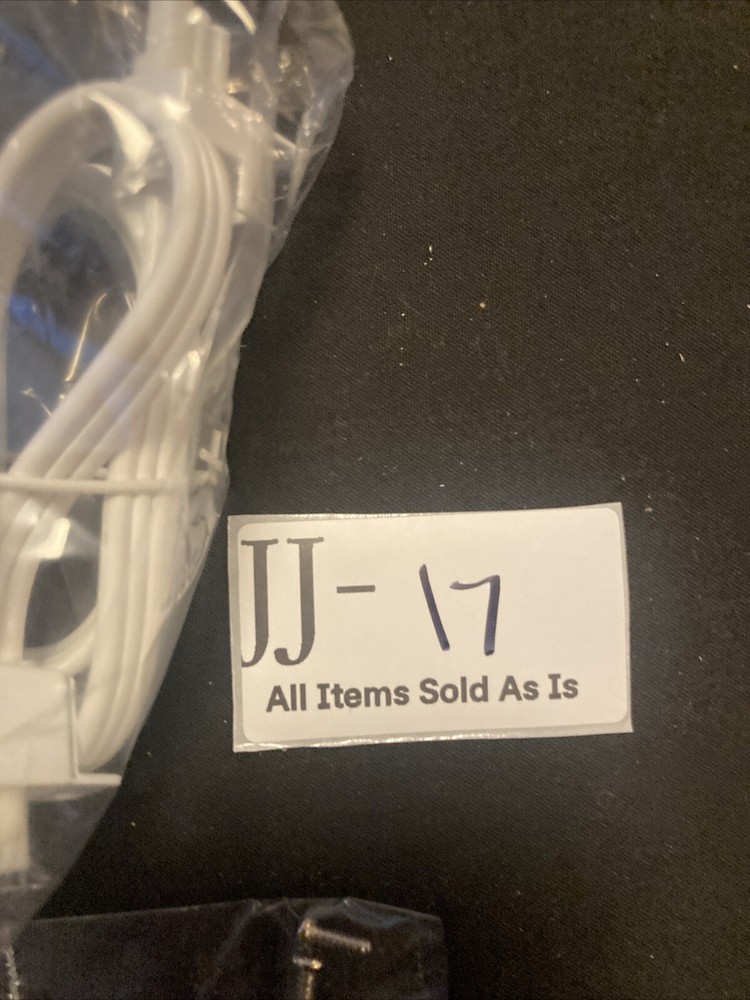 JJ- 17
All Items Sold As Is